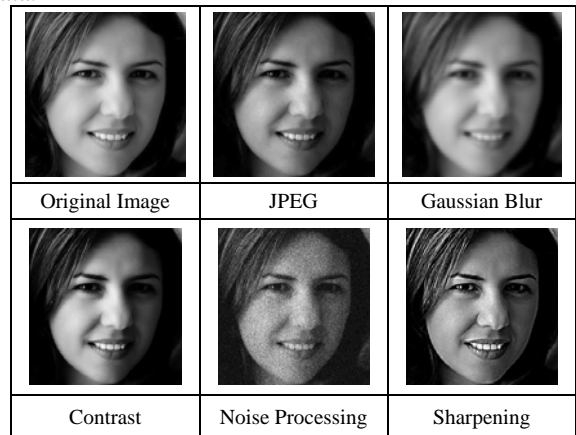 Original Image
JPEG
Gaussian Blur
Contrast
Noise Processing
Sharpening